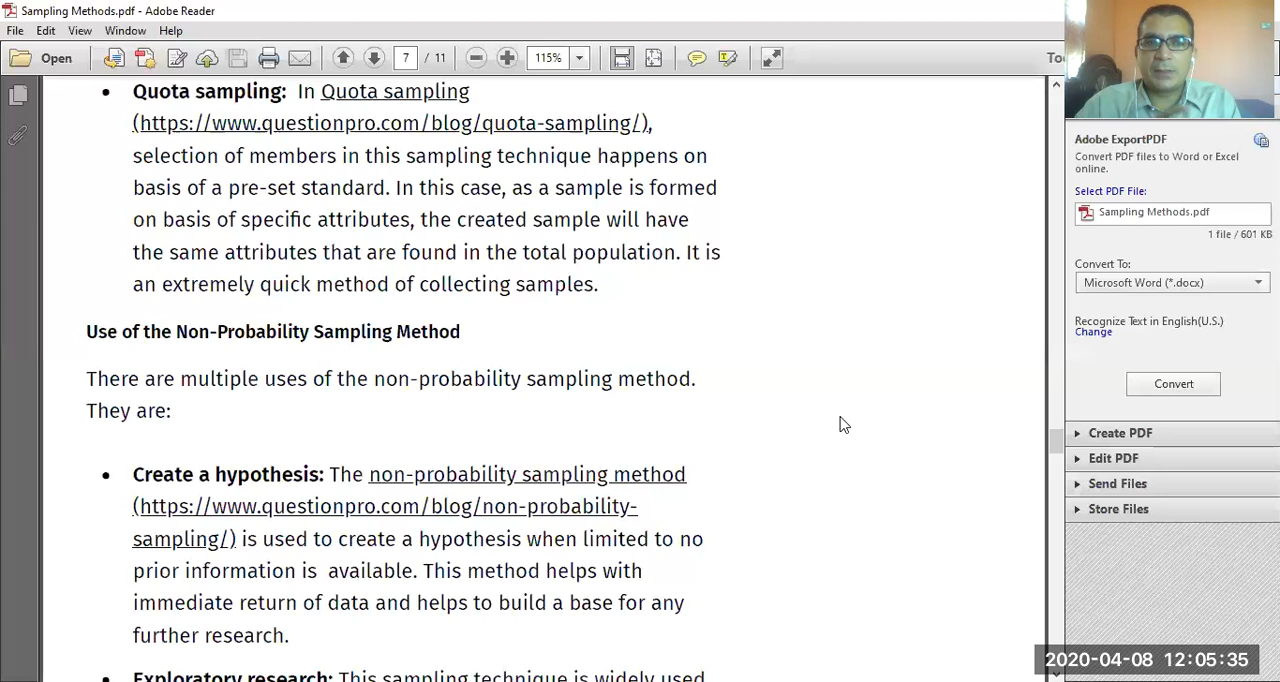 Sampling Methods.pdf - Adobe Reader
File Edit View Window Help
Open 7 / 11 115% To
Quota sampling: In Quota sampling
(https://www.questionpro.com/blog/quota-sampling/),
selection of members in this sampling technique happens on
basis of a pre-set standard. In this case, as a sample is formed
on basis of specific attributes, the created sample will have
the same attributes that are found in the total population. It is
an extremely quick method of collecting samples.
Use of the Non-Probability Sampling Method
There are multiple uses of the non-probability sampling method.
They are:
Create a hypothesis: The non-probability sampling method
(https://www.questionpro.com/blog/non-probability-
sampling/) is used to create a hypothesis when limited to no
prior information is available. This method helps with
immediate return of data and helps to build a base for any
further research.
Exploratory research: This sampling technique is widely used
Adobe ExportPDF
Convert PDF files to Word or Excel
online.
Select PDF File:
Sampling Methods.pdf
1 file / 601 KB
Convert To:
Microsoft Word (*.docx)
Recognize Text in English(U.S.)
Change
Convert
Create PDF
Edit PDF
Send Files
Store Files
2020-04-08 12:05:35